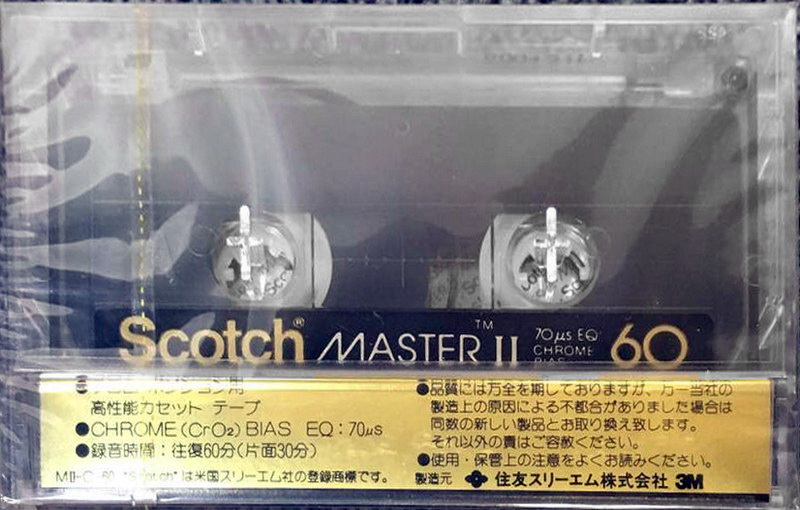 Scotch® MASTER™ II 70μs EQ 60
CHROME
BIAS
高性能カセット テープ
●CHROME(CrO₂) BIAS EQ:70μs
●録音時間:往復60分(片面30分)
MII-C 60 "Scotch"は米国スリーエム社の登録商標です。
●品質には万全を期しておりますが、万一当社の
製造上の原因による不都合がありました場合は
同数の新しい製品とお取り換え致します。
それ以外の責はご容赦ください。
●使用・保管上の注意をよくお読みください。
製造元 住友スリーエム株式会社 3M